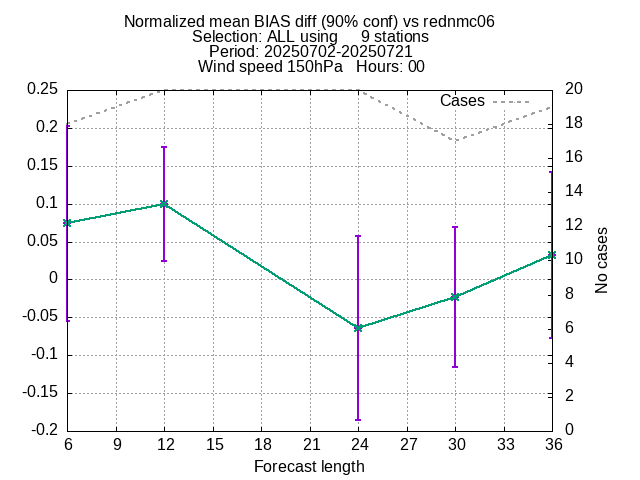 Normalized mean BIAS diff (90% conf) vs rednmc06
Selection: ALL using     9 stations
Period: 20250702-20250721
Wind speed 150hPa   Hours: 00
0.25
0.2
0.15
0.1
0.05
0
-0.05
-0.1
-0.15
-0.2
Cases
20
18
16
14
12
10
8
6
4
2
0
No cases
6 9 12 15 18 21 24 27 30 33 36
Forecast length